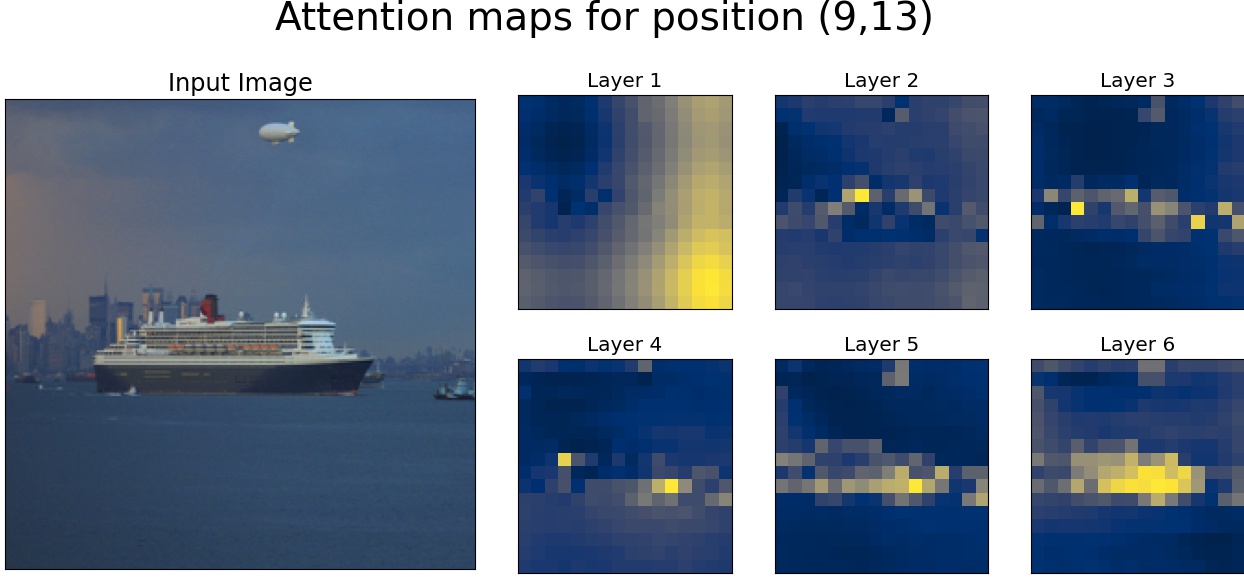 Attention maps for position (9,13)
Input Image
Layer 1
Layer 2
Layer 3
Layer 4
Layer 5
Layer 6